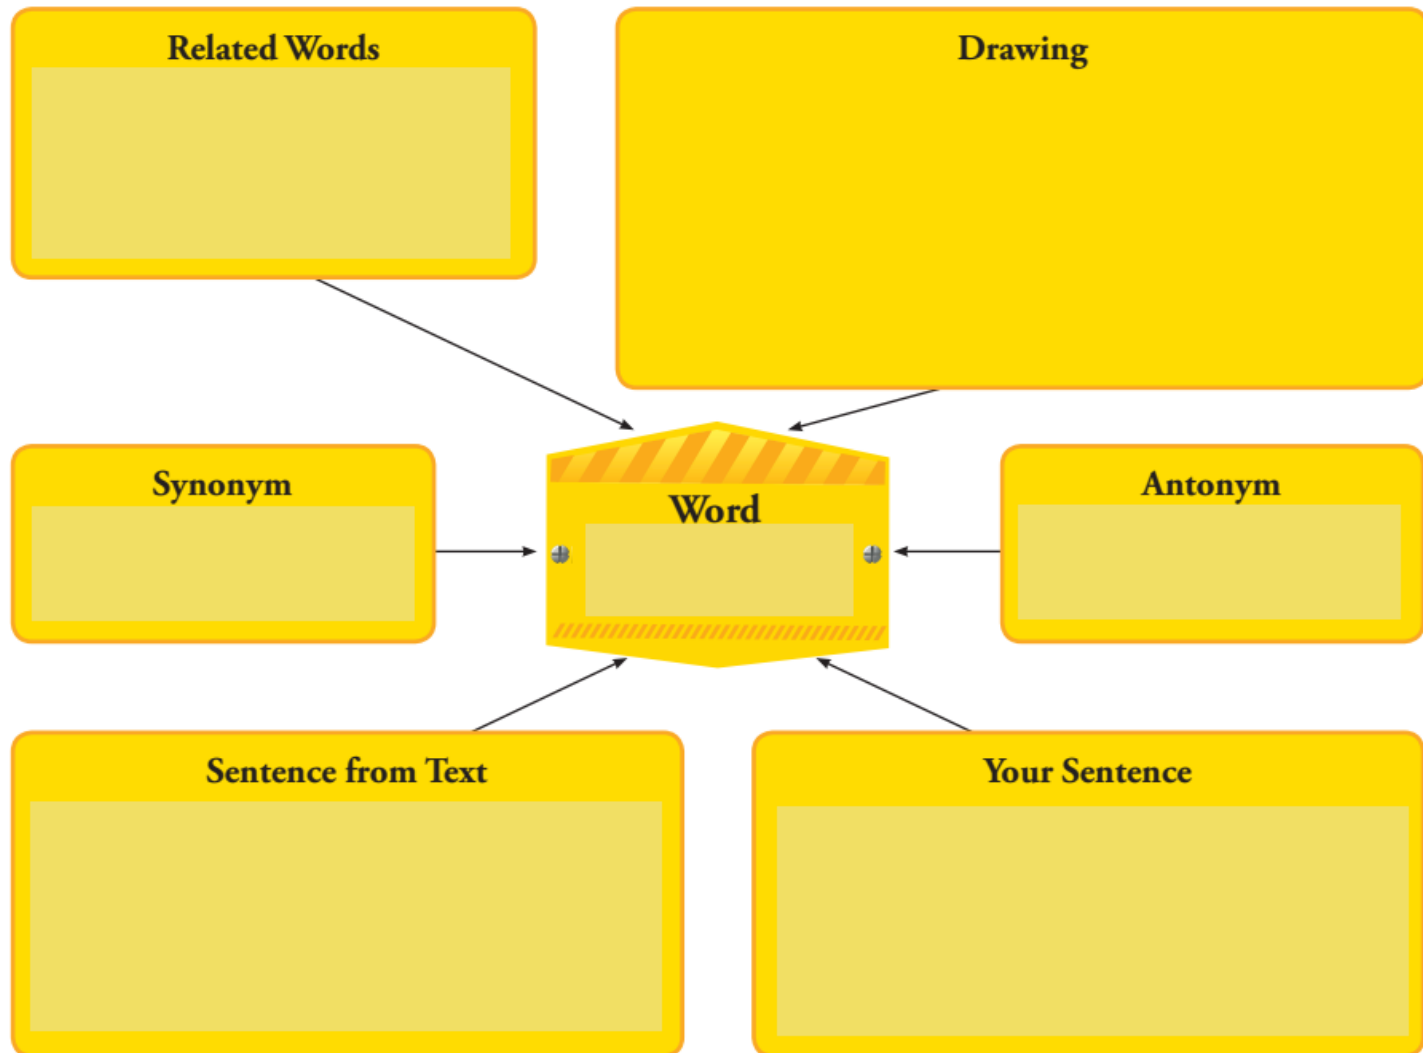 Related Words
Drawing
Synonym
Word
Antonym
Sentence from Text
Your Sentence